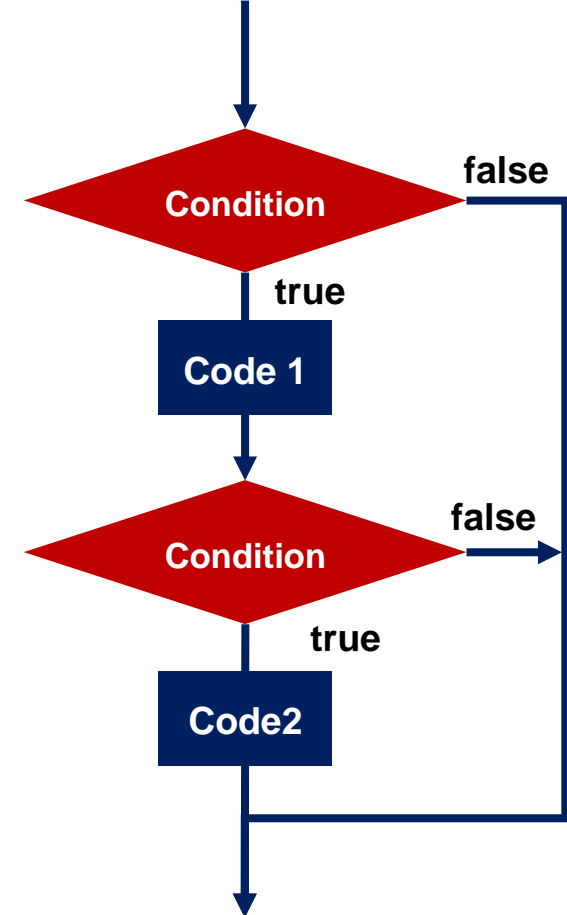 false
Condition
true
Code 1
false
Condition
true
Code2